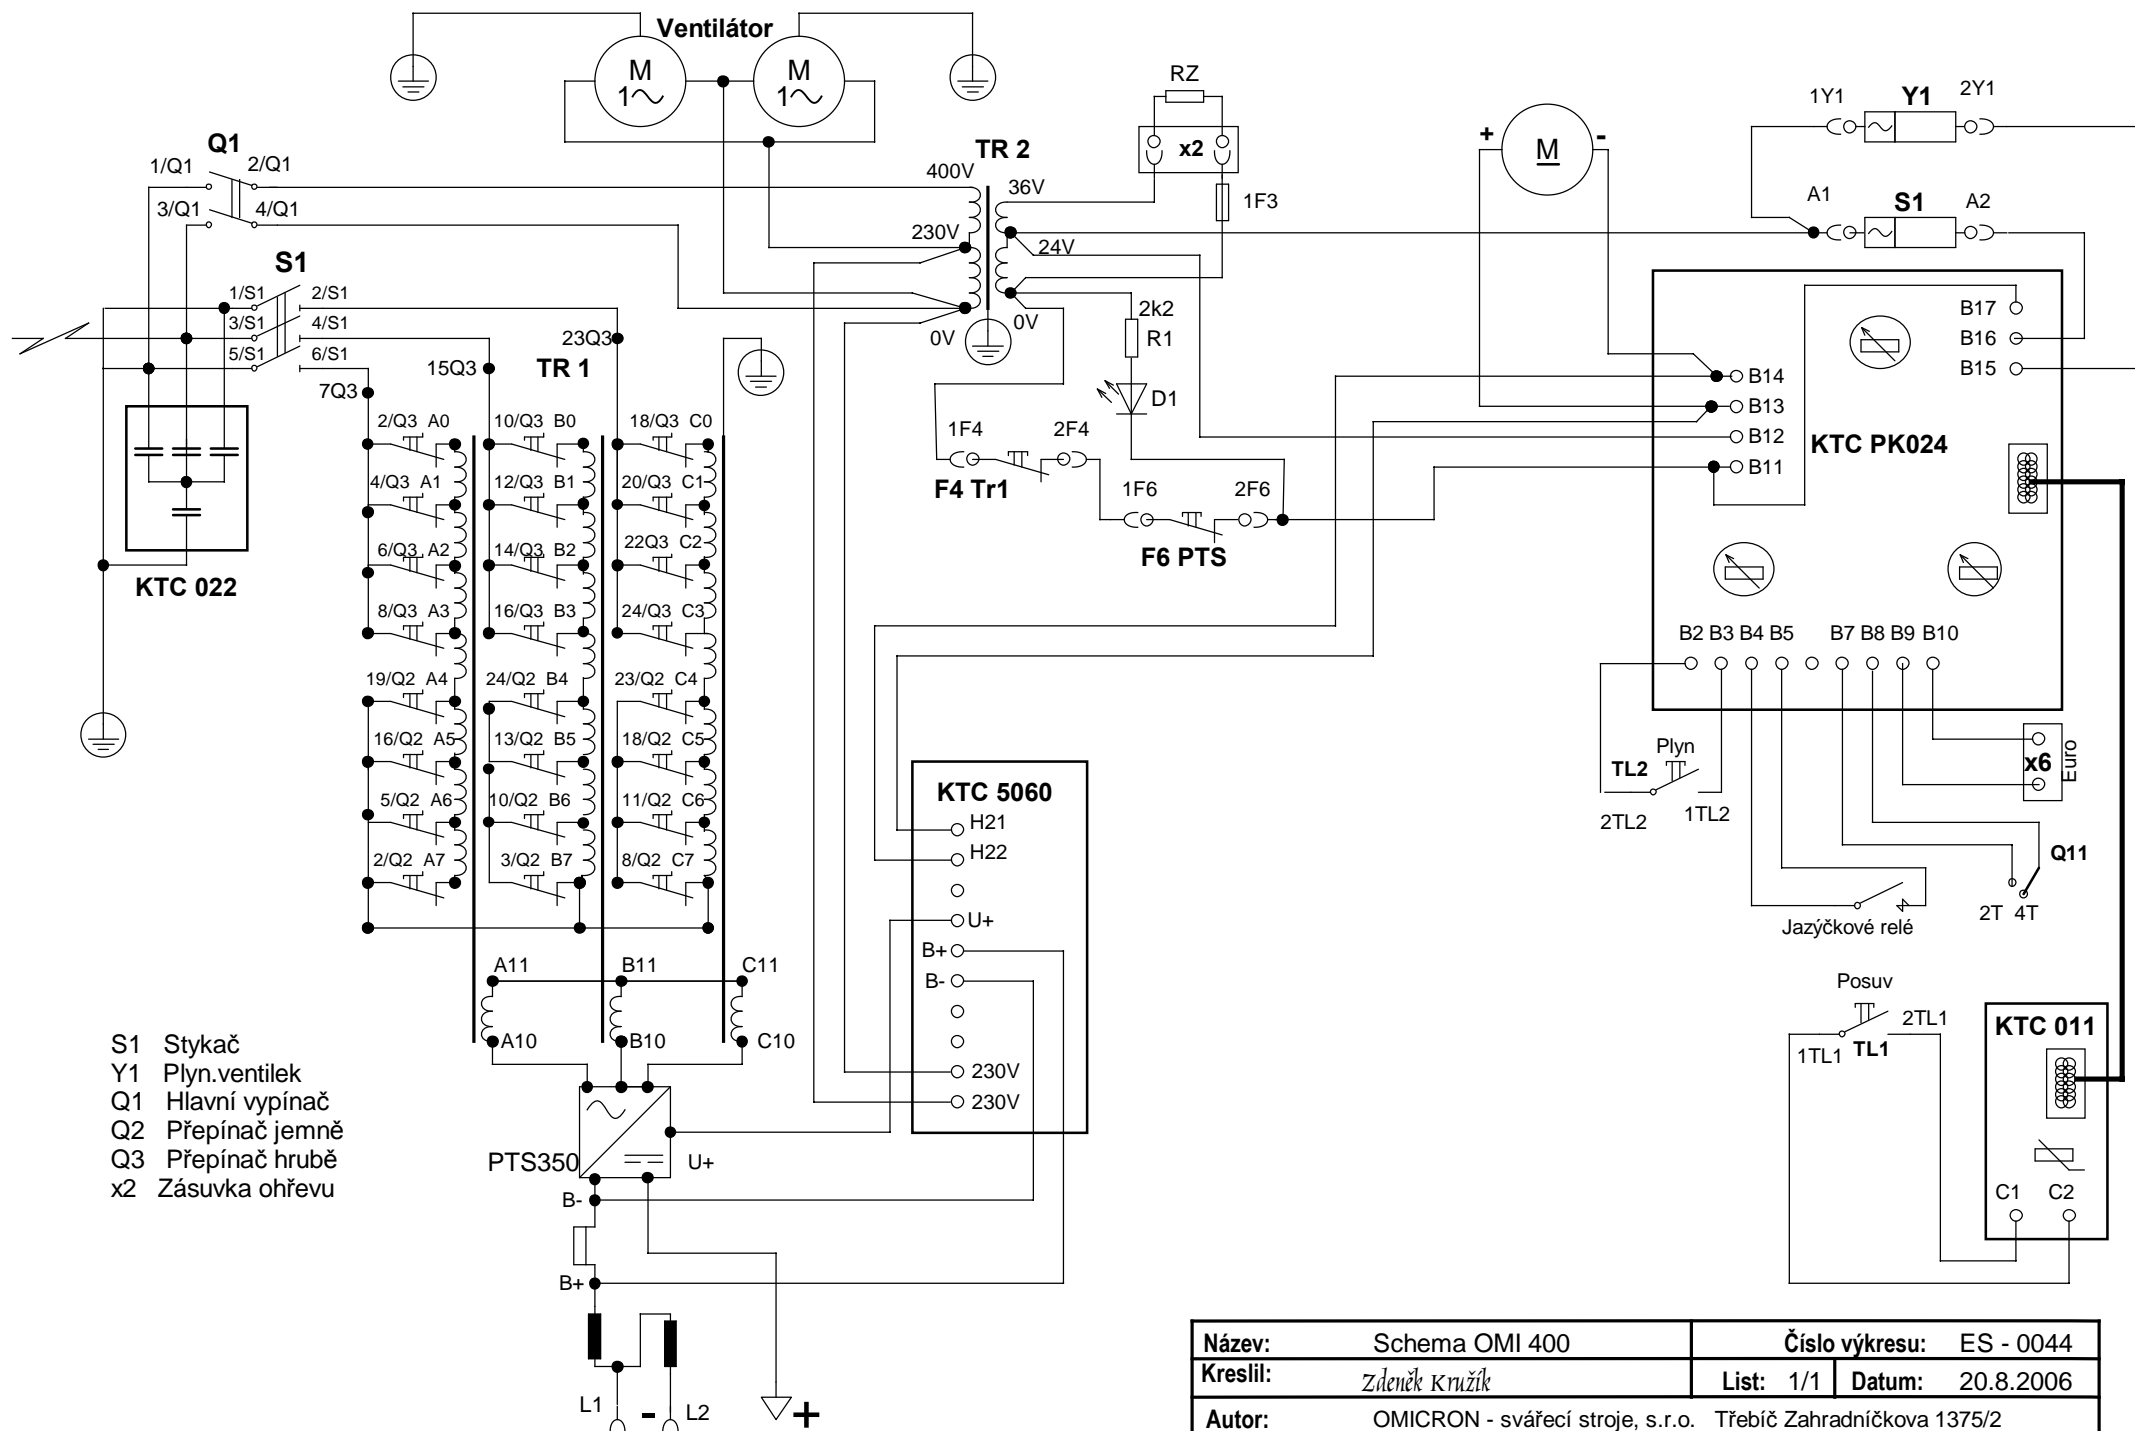 Ventilátor
M
1
M
1
RZ
x2
1F3
Q1
1/Q1 2/Q1
3/Q1 4/Q1
TR 2
400V
36V
230V
24V
0V
0V
+
M
-
1Y1 Y1 2Y1
A1 S1 A2
S1
1/S1 2/S1
3/S1 4/S1
5/S1 6/S1
23Q3
15Q3
7Q3
TR 1
2k2
R1
D1
1F4 2F4
F4 Tr1
1F6 2F6
F6 PTS
KTC 022
2/Q3 A0 10/Q3 B0 18/Q3 C0
4/Q3 A1 12/Q3 B1 20/Q3 C1
6/Q3 A2 14/Q3 B2 22Q3 C2
8/Q3 A3 16/Q3 B3 24/Q3 C3
19/Q2 A4 24/Q2 B4 23/Q2 C4
16/Q2 A5 13/Q2 B5 18/Q2 C5
5/Q2 A6 10/Q2 B6 11/Q2 C6
2/Q2 A7 3/Q2 B7 8/Q2 C7
A11 B11 C11
A10 B10 C10
B17
B16
B15
B14
B13
B12
B11
KTC PK024
B2 B3 B4 B5 B7 B8 B9 B10
Plyn
TL2
2TL2 1TL2
x6
Euro
Q11
2T 4T
Jazýčkové relé
KTC 5060
H21
H22
U+
B+
B-
230V
230V
Posuv
2TL1
1TL1 TL1
KTC 011
C1 C2
S1 Stykač
Y1 Plyn.ventilek
Q1 Hlavní vypínač
Q2 Přepínač jemně
Q3 Přepínač hrubě
x2 Zásuvka ohřevu
PTS350
U+
B-
B+
L1 - L2
+
Název: Schema OMI 400 Číslo výkresu: ES - 0044
Kreslil: Zdeněk Kružík List: 1/1 Datum: 20.8.2006
Autor: OMICRON - svářecí stroje, s.r.o. Třebíč Zahradníčkova 1375/2